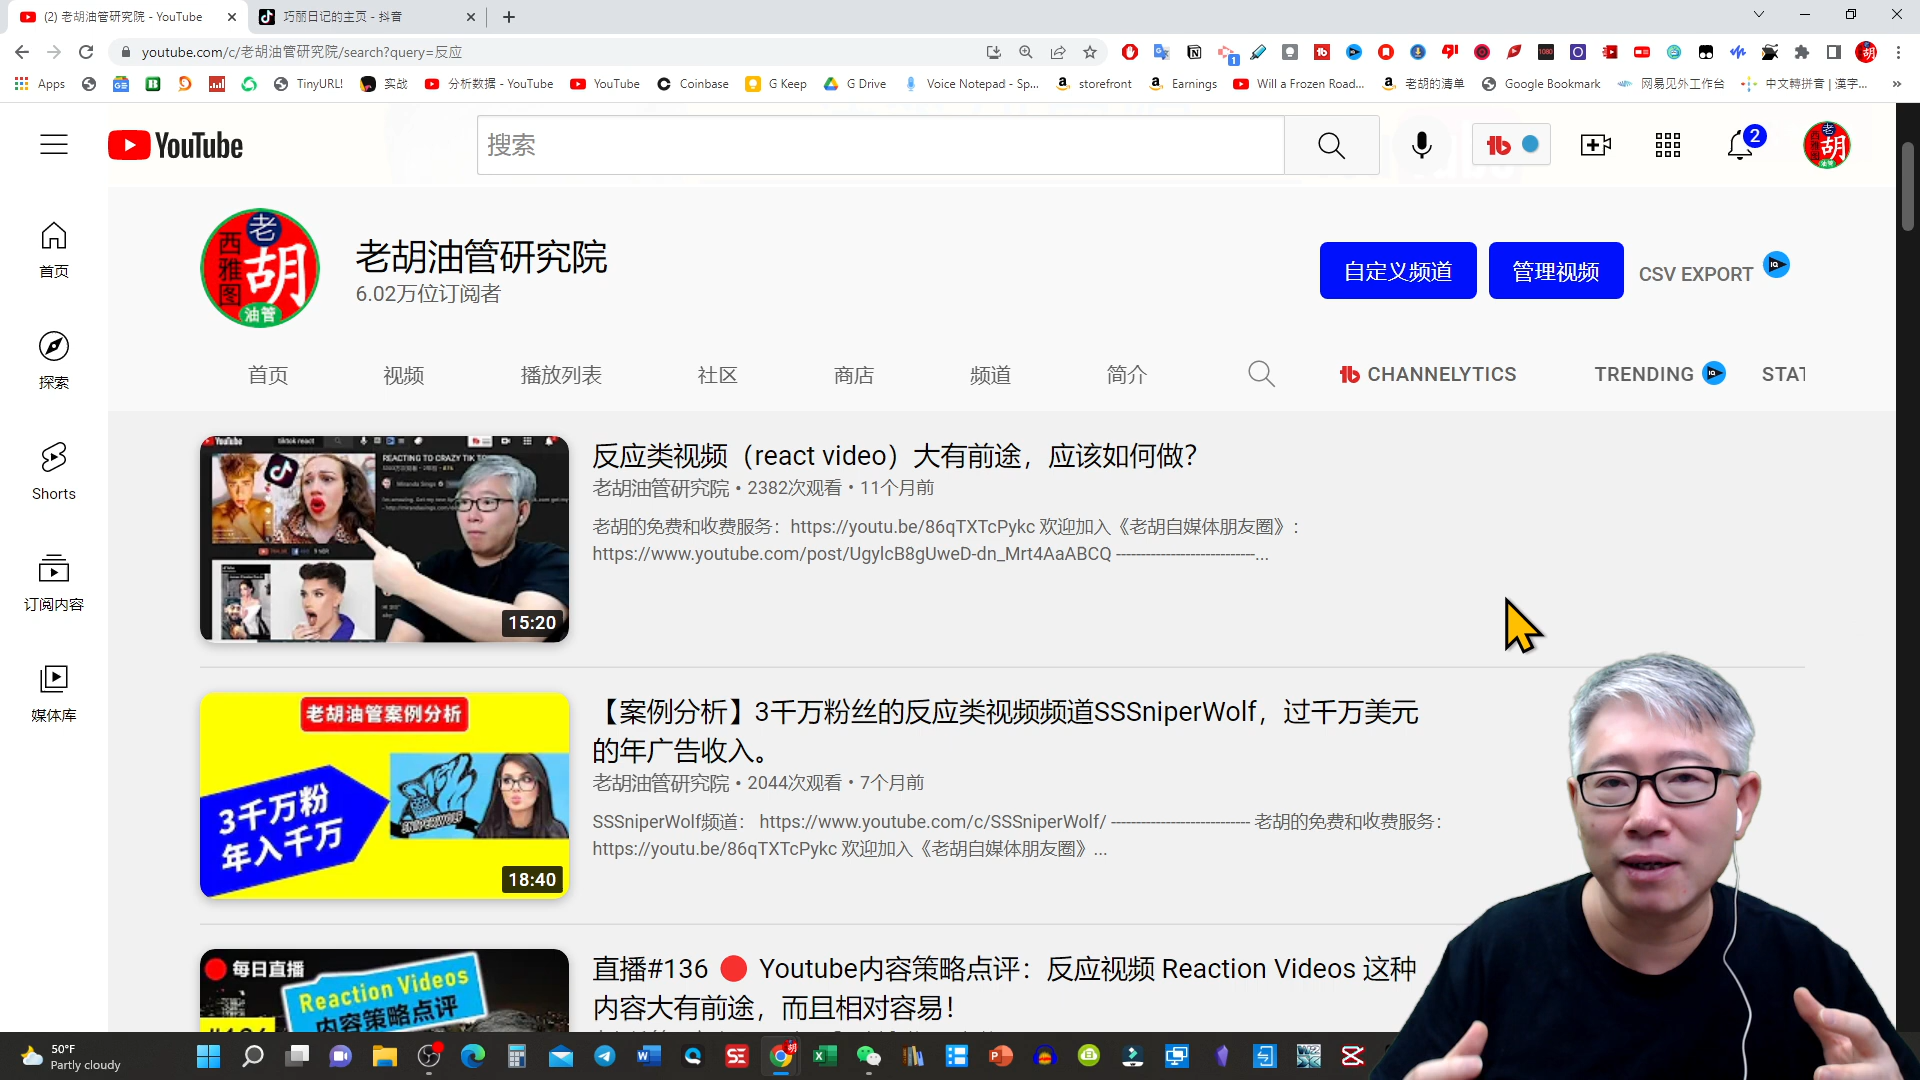 (2) 老胡油管研究院 - YouTube
巧丽日记的主页 - 抖音
youtube.com/c/老胡油管研究院/search?query=反应
Apps
TinyURL!
实战
分析数据 - YouTube
YouTube
Coinbase
G Keep
G Drive
Voice Notepad - Sp...
storefront
Earnings
Will a Frozen Road...
老胡的清单
Google Bookmark
网易见外工作台
中文轉拼音 | 漢字...
YouTube
搜索
2
老胡油管研究院
6.02万位订阅者
自定义频道
管理视频
CSV EXPORT
老
西雅图
胡
油管
首页
探索
Shorts
订阅内容
媒体库
首页
视频
播放列表
社区
商店
频道
简介
CHANNELYTICS
TRENDING
STAT
反应类视频（react video）大有前途，应该如何做？
老胡油管研究院 • 2382次观看 • 11个月前
老胡的免费和收费服务：https://youtu.be/86qTXTcPykc 欢迎加入《老胡自媒体朋友圈》：
https://www.youtube.com/post/UgylcB8gUweD-dn_Mrt4AaABCQ ----------------------------...
15:20
【案例分析】3千万粉丝的反应类视频频道SSSniperWolf，过千万美元
的年广告收入。
老胡油管研究院 • 2044次观看 • 7个月前
SSSniperWolf频道： https://www.youtube.com/c/SSSniperWolf/ ---------------------------- 老胡的免费和收费服务：
https://youtu.be/86qTXTcPykc 欢迎加入《老胡自媒体朋友圈》...
老胡油管案例分析
3千万粉
年入千万
18:40
直播#136 🔴 Youtube内容策略点评：反应视频 Reaction Videos 这种
内容大有前途，而且相对容易！
每日直播
Reaction Videos
内容策略点评
50°F
Partly cloudy